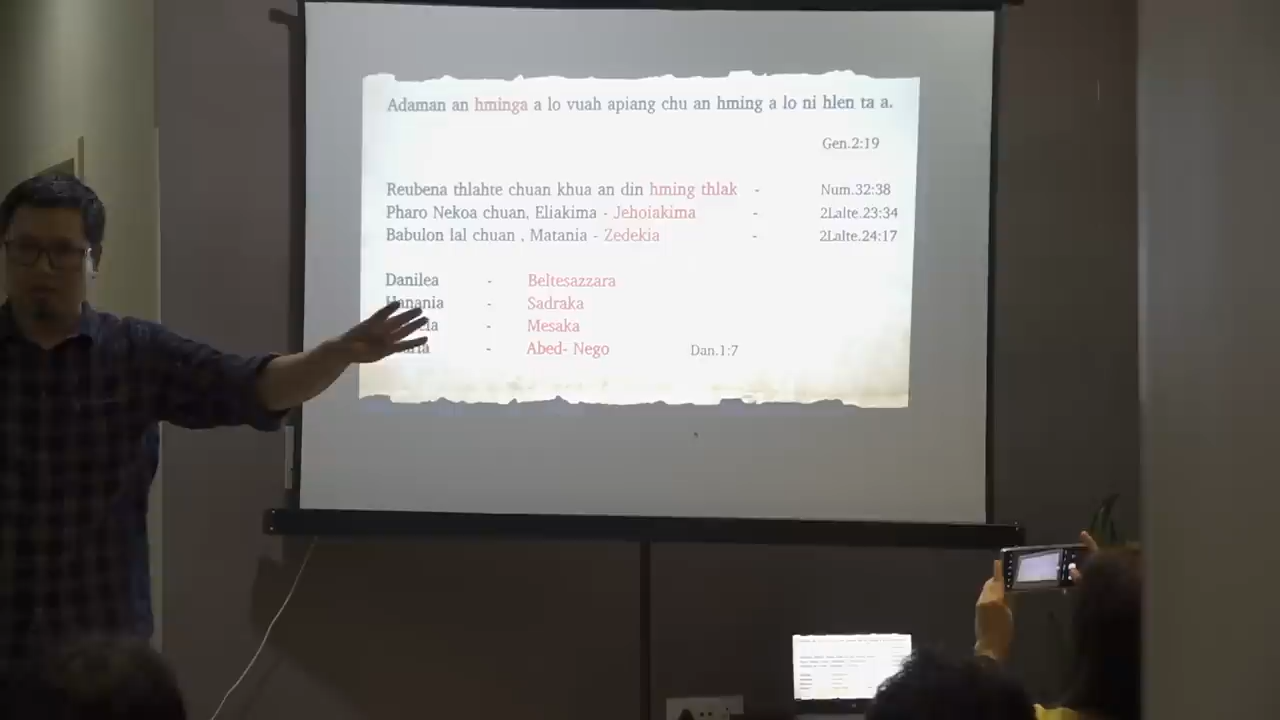 Adaman an hminga a lo vuah apiang chu an hming a lo ni hlen ta a.
Gen.2:19
Reubena thlahte chuan khua an din hming thlak - Num.32:38
Pharo Nekoa chuan, Eliakima - Jehoiakima - 2Lalte.23:34
Babulon lal chuan , Matania - Zedekia - 2Lalte.24:17
Danilea - Beltesazzara
Hanania - Sadraka
- Mesaka
- Abed- Nego Dan.1:7